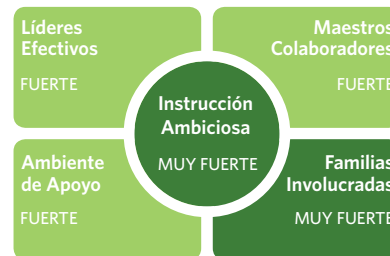 Líderes
Efectivos
FUERTE
Maestros
Colaboradores
FUERTE
Instrucción
Ambiciosa
MUY FUERTE
Ambiente
de Apoyo
FUERTE
Familias
Involucradas
MUY FUERTE